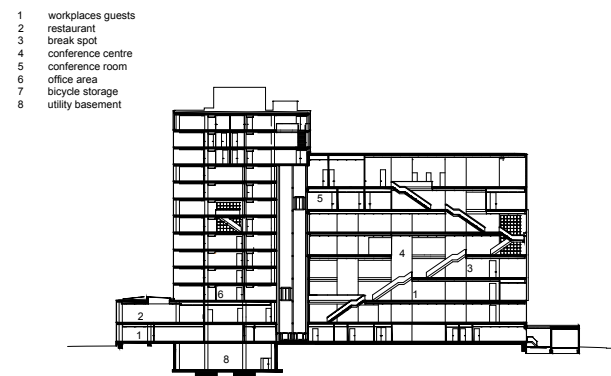 1 workplaces guests
2 restaurant
3 break spot
4 conference centre
5 conference room
6 office area
7 bicycle storage
8 utility basement
5
4
3
6
1
2
1
8